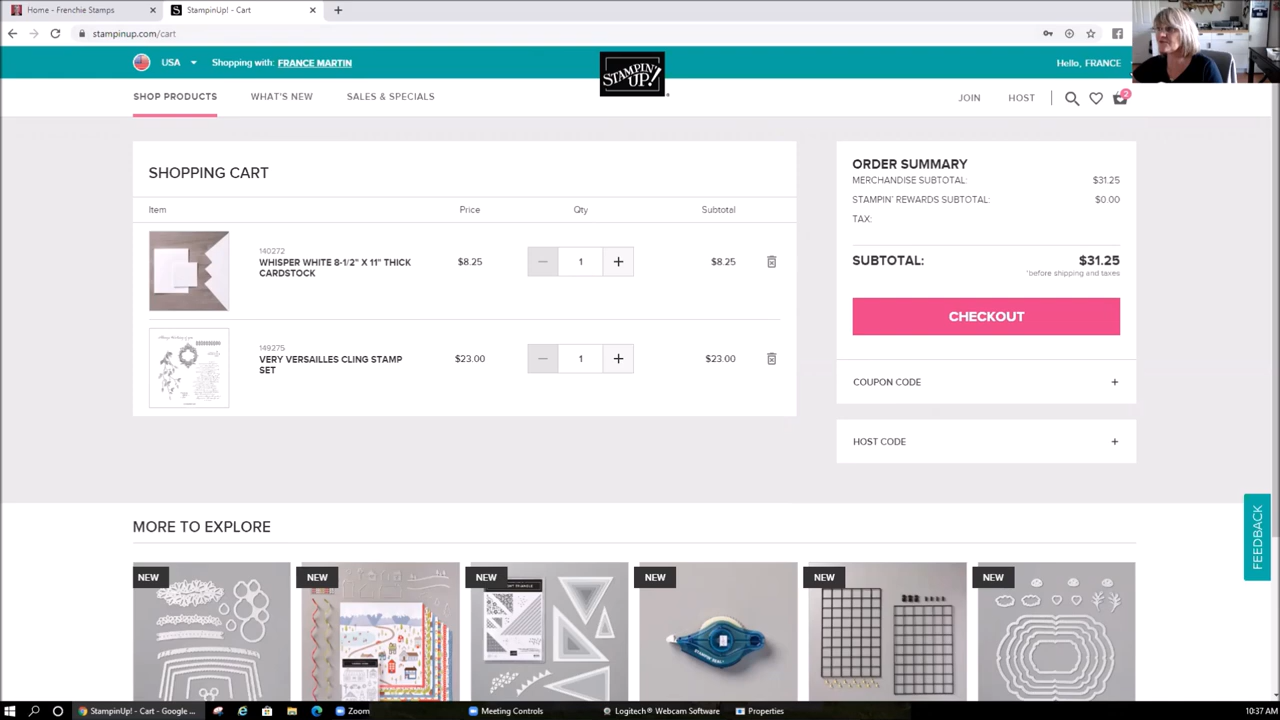 Home - Frenchie Stamps
StampinUp! - Cart
stampinup.com/cart
USA
Shopping with: FRANCE MARTIN
STAMPIN' UP!
Hello, FRANCE
SHOP PRODUCTS
WHAT'S NEW
SALES & SPECIALS
JOIN
HOST
2
SHOPPING CART
Item
Price
Qty
Subtotal
140272
WHISPER WHITE 8-1/2" X 11" THICK
CARDSTOCK
$8.25
1
$8.25
149275
VERY VERSAILLES CLING STAMP
SET
$23.00
1
$23.00
ORDER SUMMARY
MERCHANDISE SUBTOTAL:
$31.25
STAMPIN' REWARDS SUBTOTAL:
$0.00
TAX:
SUBTOTAL:
$31.25
*before shipping and taxes
CHECKOUT
COUPON CODE
HOST CODE
FEEDBACK
MORE TO EXPLORE
NEW
NEW
NEW
NEW
NEW
NEW
STAMPIN' SEAL
StampinUp! - Cart - Google ...
Zoom
Meeting Controls
Logitech® Webcam Software
Properties
10:37 AM